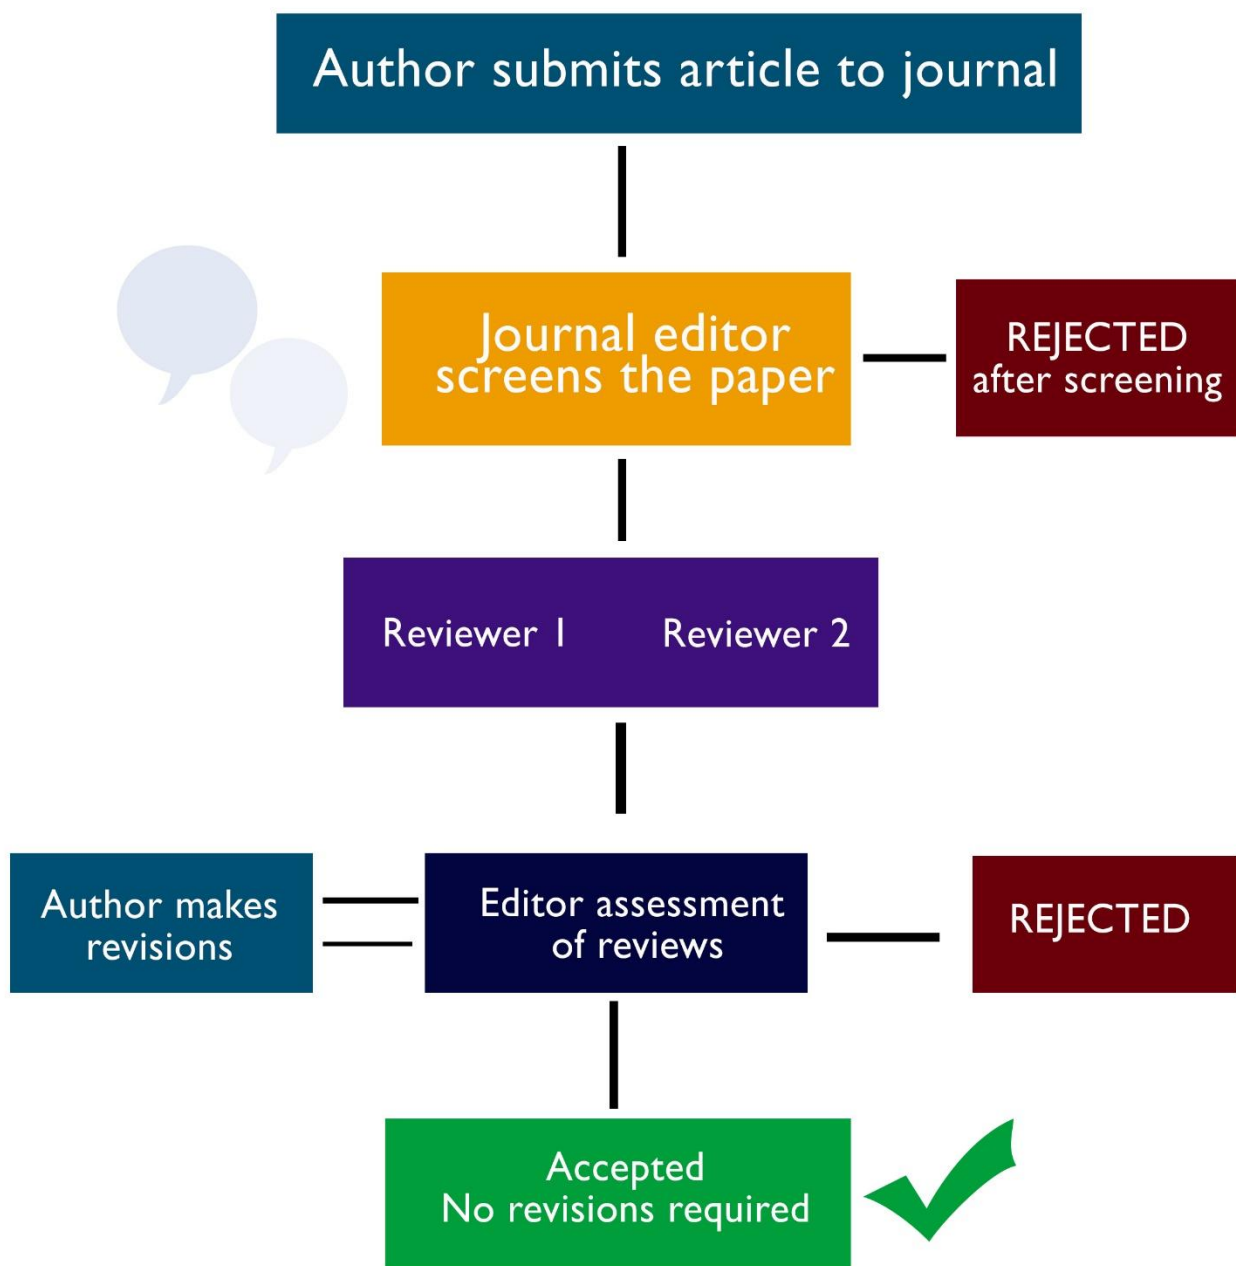 Author submits article to journal
Journal editor
screens the paper
REJECTED
after screening
Reviewer 1
Reviewer 2
Author makes
revisions
Editor assessment
of reviews
REJECTED
Accepted
No revisions required